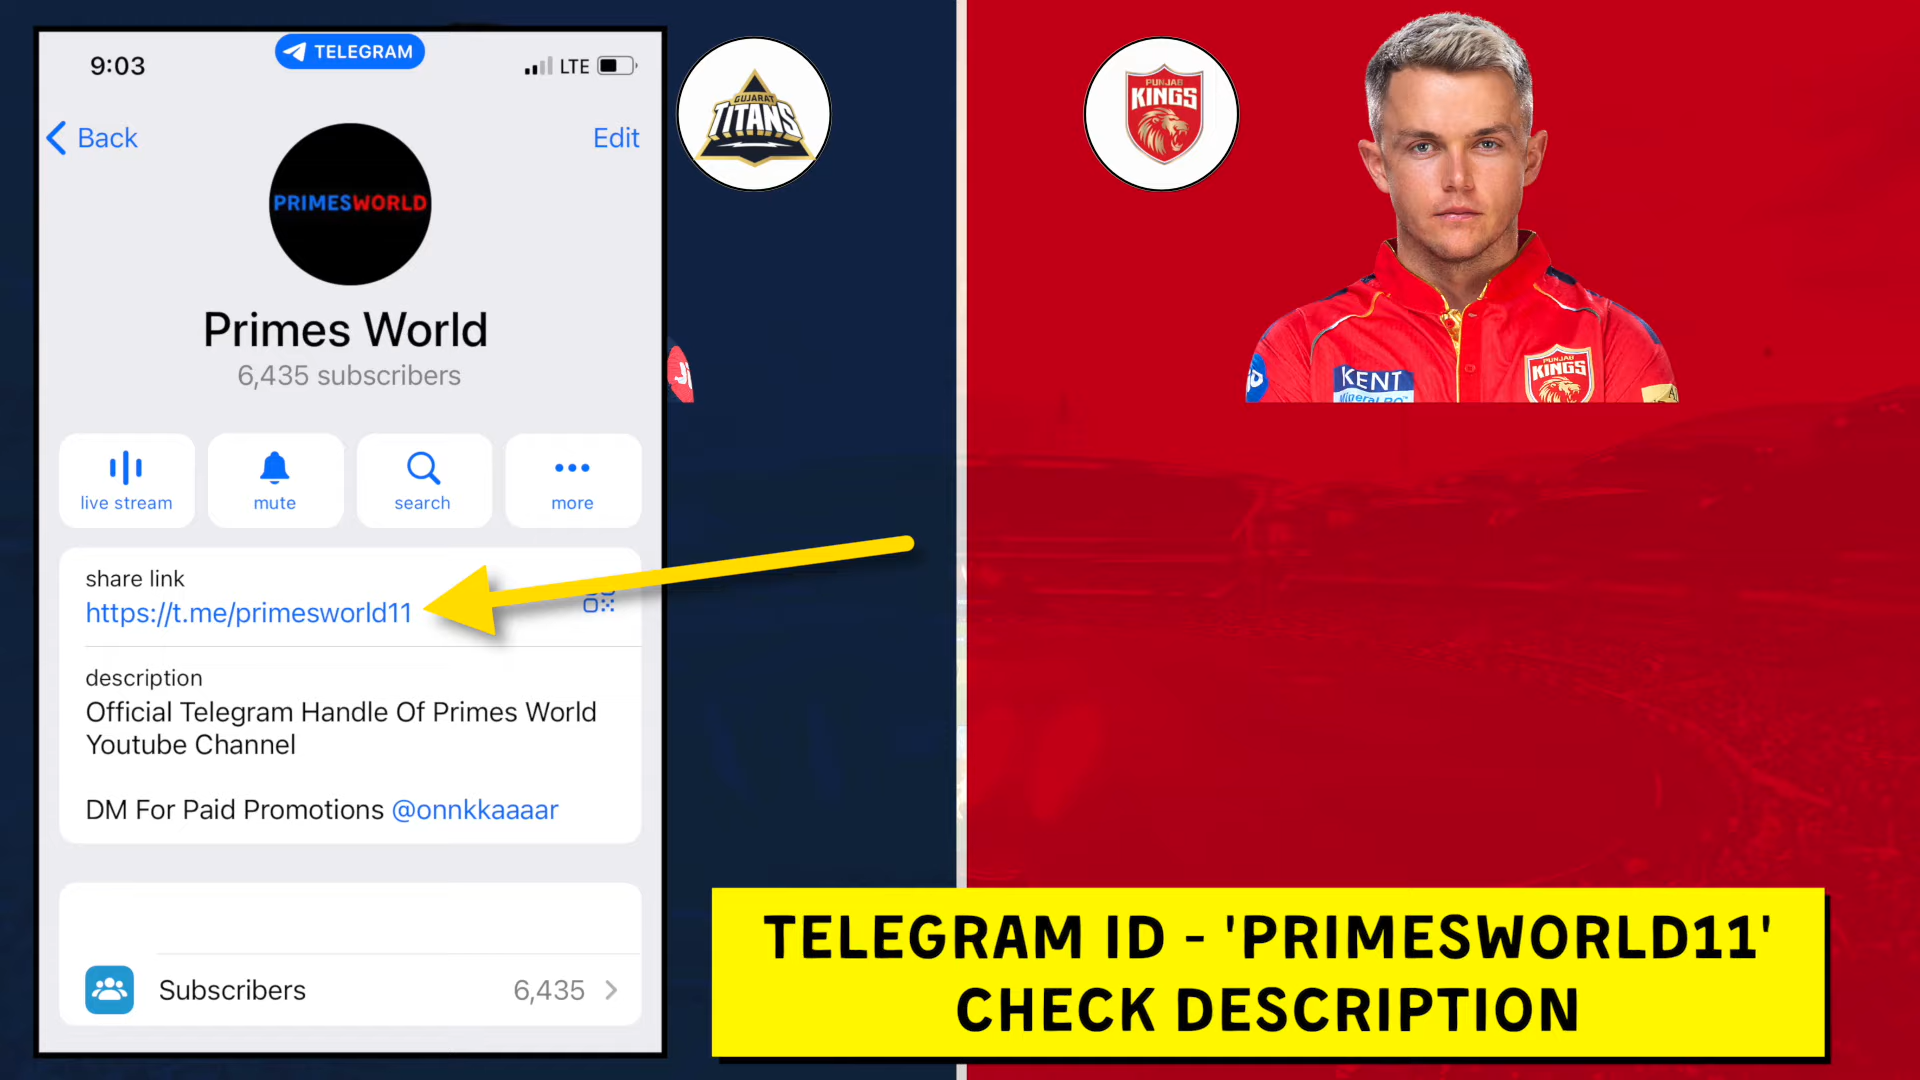 9:03
TELEGRAM
LTE
Back
Edit
PRIMESWORLD
Primes World
6,435 subscribers
live stream
mute
search
more
share link
https://t.me/primesworld11
description
Official Telegram Handle Of Primes World
Youtube Channel
DM For Paid Promotions @onnkkaaaar
Subscribers
6,435
GUJARAT
TITANS
PUNJAB
KINGS
KENT
PUNJAB
KINGS
TELEGRAM ID - 'PRIMESWORLD11'
CHECK DESCRIPTION